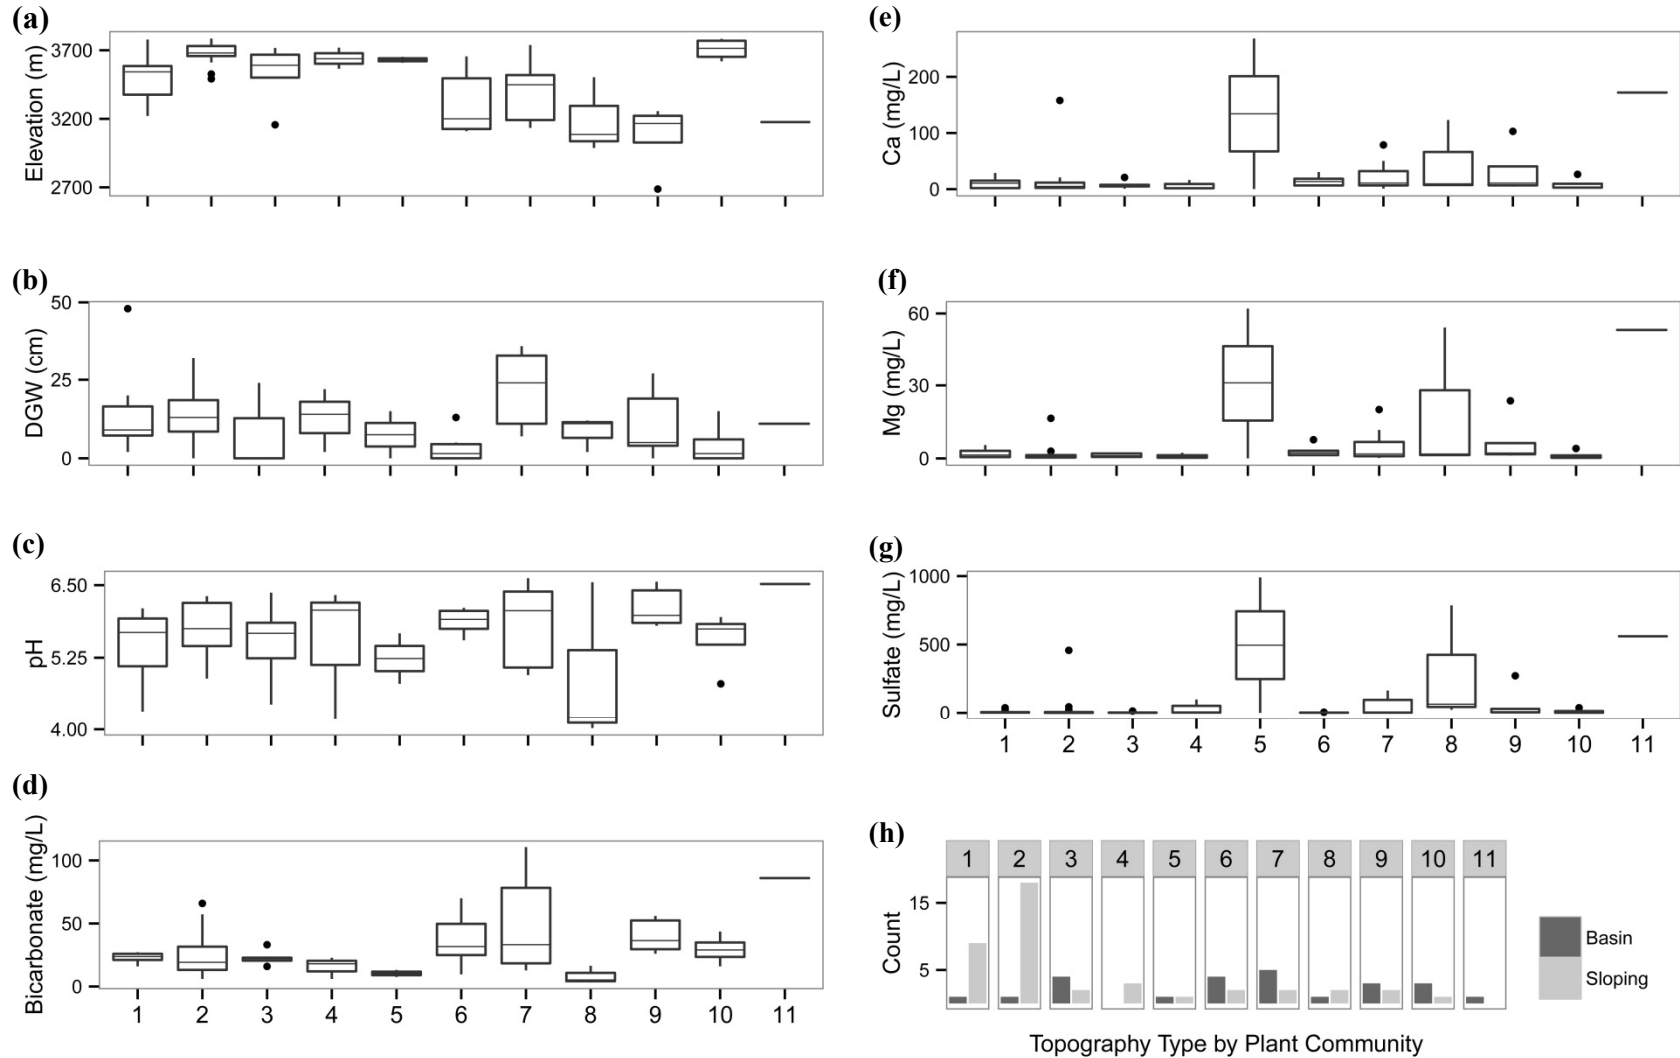 (a)
Elevation (m)
3700
3200
2700
(b)
DGW (cm)
50
25
0
(c)
pH
6.50
5.25
4.00
(d)
Bicarbonate (mg/L)
100
50
0
1 2 3 4 5 6 7 8 9 10 11
(e)
Ca (mg/L)
200
100
0
(f)
Mg (mg/L)
60
30
0
(g)
Sulfate (mg/L)
1000
500
0
1 2 3 4 5 6 7 8 9 10 11
(h)
1 2 3 4 5 6 7 8 9 10 11
Count
15
5
Basin
Sloping
Topography Type by Plant Community